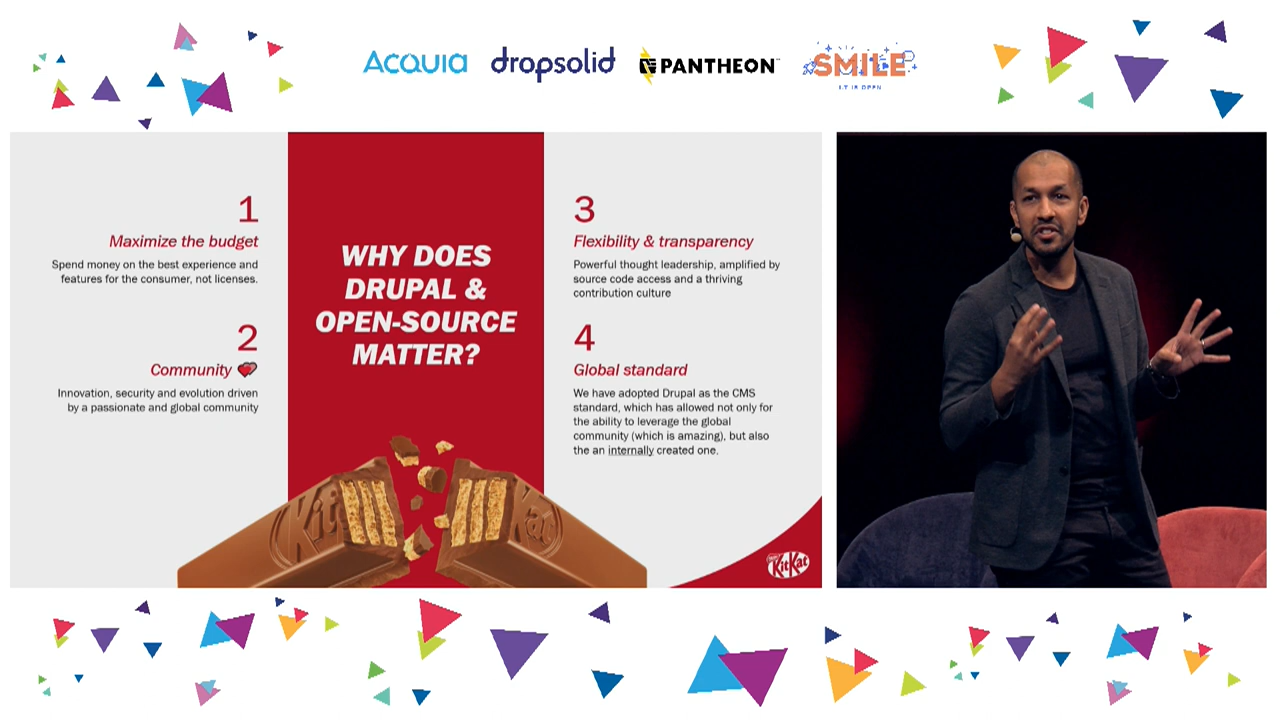 Acquia
dropsolid
PANTHEON
SMILE
IT IS OPEN
1
Maximize the budget
Spend money on the best experience and
features for the consumer, not licenses.
2
Community
Innovation, security and evolution driven
by a passionate and global community
WHY DOES
DRUPAL &
OPEN-SOURCE
MATTER?
3
Flexibility & transparency
Powerful thought leadership, amplified by
source code access and a thriving
contribution culture
4
Global standard
We have adopted Drupal as the CMS
standard, which has allowed not only for
the ability to leverage the global
community (which is amazing), but also
the an internally created one.
KitKat
KitKat